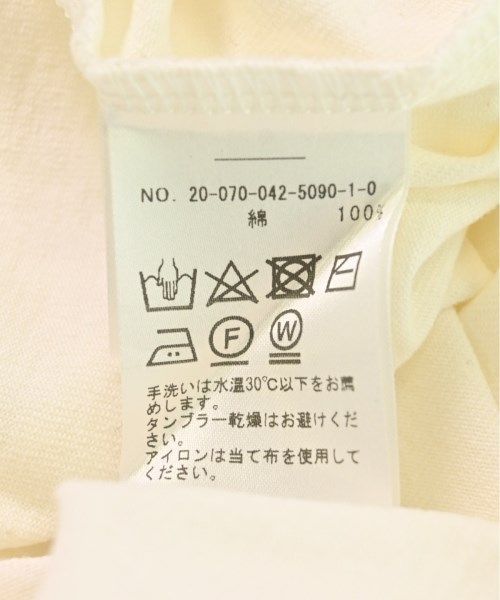 NO. 20-070-042-5090-1-0
綿 100%
F W
手洗いは水温30℃以下をお薦
めします。
タンブラー乾燥はお避けくだ
さい。
アイロンは当て布を使用して
ください。